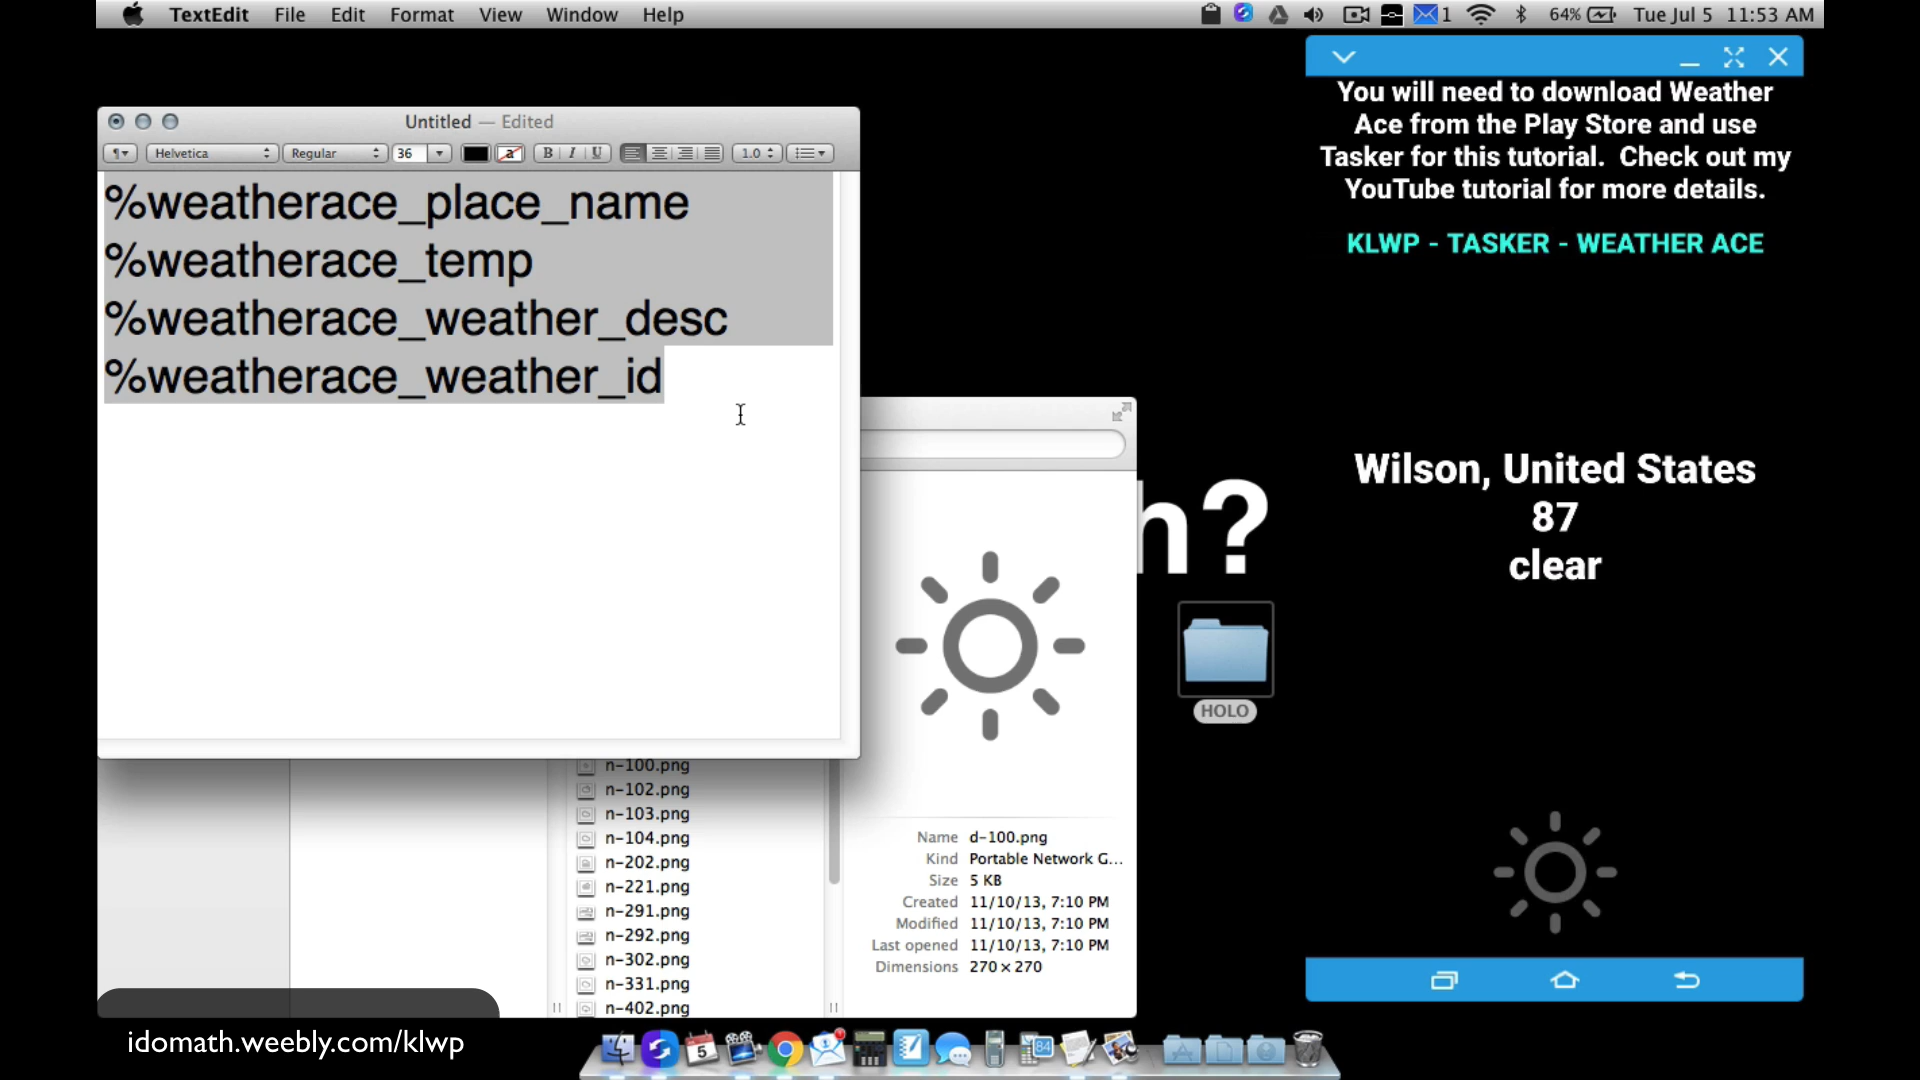 TextEdit File Edit Format View Window Help
1 64% Tue Jul 5 11:53 AM
Untitled — Edited
¶ Helvetica Regular 36 a B I U 1.0
%weatherace_place_name
%weatherace_temp
%weatherace_weather_desc
%weatherace_weather_id
h?
HOLO
n-100.png
n-102.png
n-103.png
n-104.png
n-202.png
n-221.png
n-291.png
n-292.png
n-302.png
n-331.png
n-402.png
Name d-100.png
Kind Portable Network G...
Size 5 KB
Created 11/10/13, 7:10 PM
Modified 11/10/13, 7:10 PM
Last opened 11/10/13, 7:10 PM
Dimensions 270 × 270
You will need to download Weather
Ace from the Play Store and use
Tasker for this tutorial. Check out my
YouTube tutorial for more details.
KLWP - TASKER - WEATHER ACE
Wilson, United States
87
clear
idomath.weebly.com/klwp
5
84